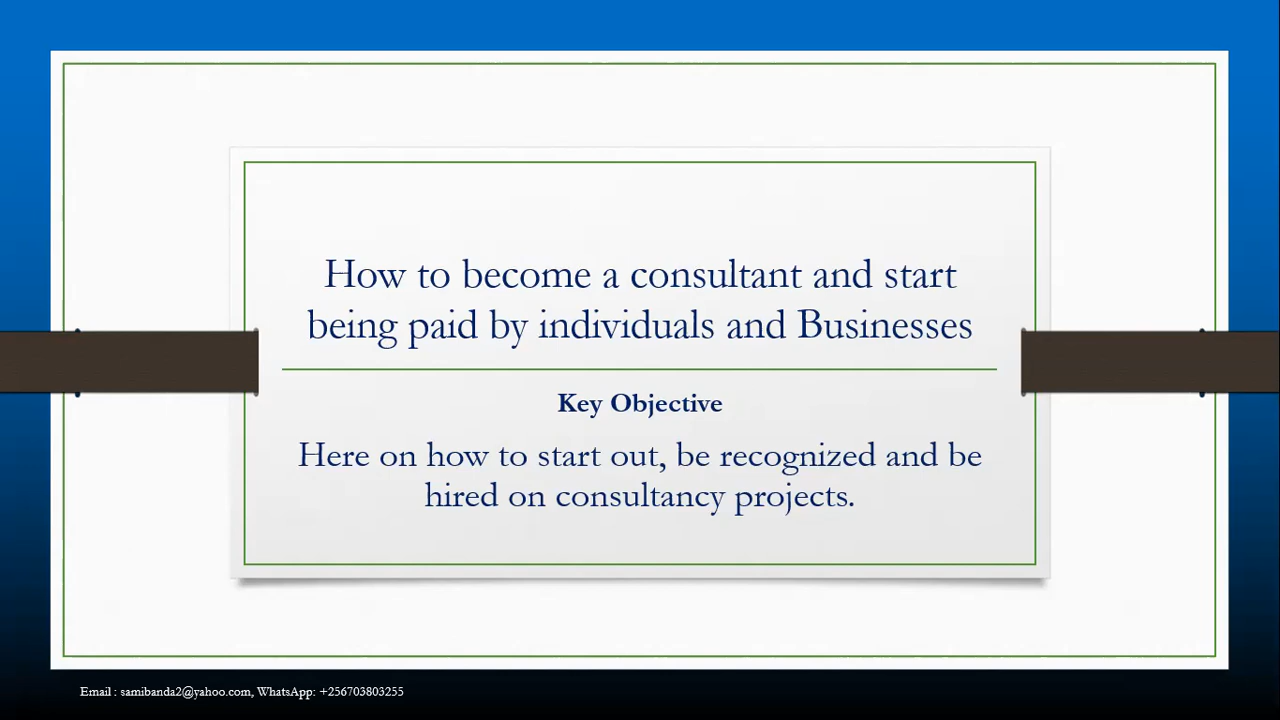 How to become a consultant and start
being paid by individuals and Businesses
Key Objective
Here on how to start out, be recognized and be
hired on consultancy projects.
Email : samibanda2@yahoo.com, WhatsApp: +256703803255